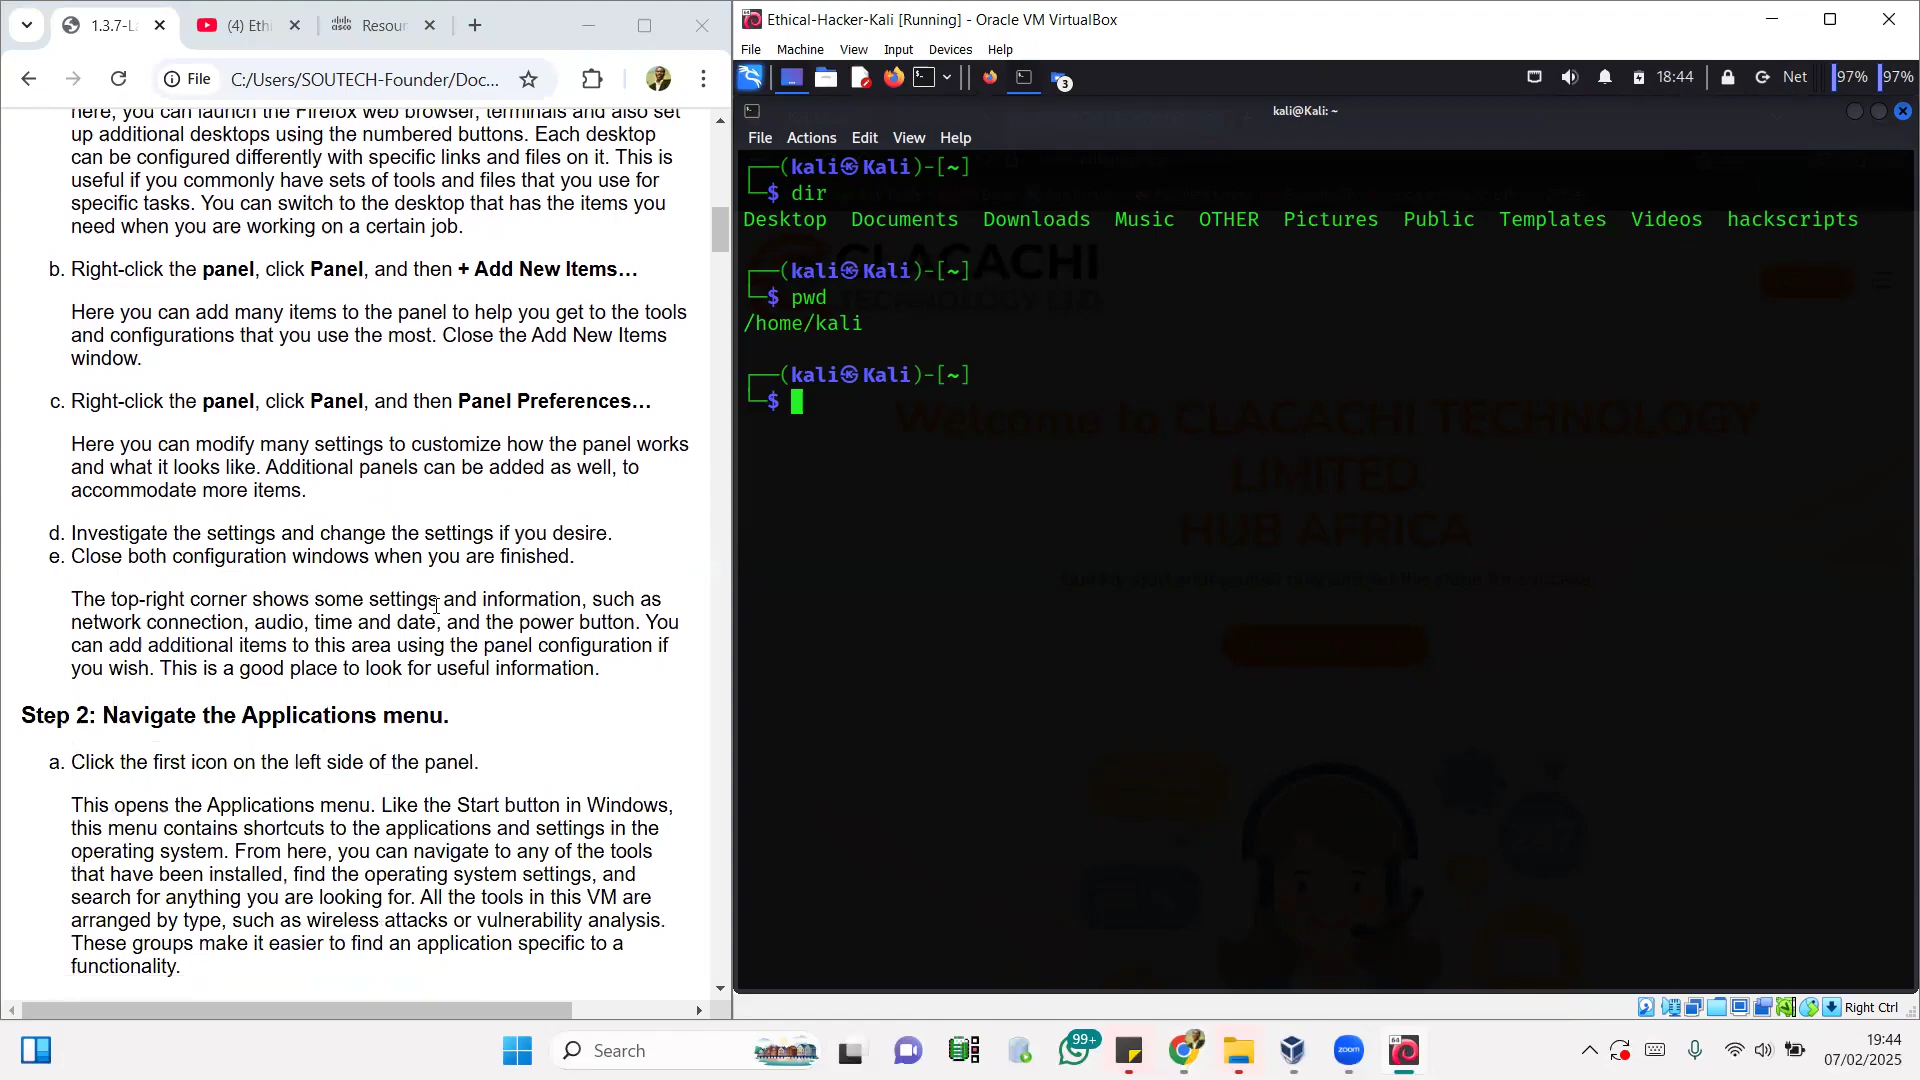 1.3.7-La
(4) Ethi
Resour
File
C:/Users/SOUTECH-Founder/Doc...
here, you can launch the Firefox web browser, terminals and also set
up additional desktops using the numbered buttons. Each desktop
can be configured differently with specific links and files on it. This is
useful if you commonly have sets of tools and files that you use for
specific tasks. You can switch to the desktop that has the items you
need when you are working on a certain job.
b. Right-click the panel, click Panel, and then + Add New Items…
Here you can add many items to the panel to help you get to the tools
and configurations that you use the most. Close the Add New Items
window.
c. Right-click the panel, click Panel, and then Panel Preferences…
Here you can modify many settings to customize how the panel works
and what it looks like. Additional panels can be added as well, to
accommodate more items.
d. Investigate the settings and change the settings if you desire.
e. Close both configuration windows when you are finished.
The top-right corner shows some settings and information, such as
network connection, audio, time and date, and the power button. You
can add additional items to this area using the panel configuration if
you wish. This is a good place to look for useful information.
Step 2: Navigate the Applications menu.
a. Click the first icon on the left side of the panel.
This opens the Applications menu. Like the Start button in Windows,
this menu contains shortcuts to the applications and settings in the
operating system. From here, you can navigate to any of the tools
that have been installed, find the operating system settings, and
search for anything you are looking for. All the tools in this VM are
arranged by type, such as wireless attacks or vulnerability analysis.
These groups make it easier to find an application specific to a
functionality.
Ethical-Hacker-Kali [Running] - Oracle VM VirtualBox
File Machine View Input Devices Help
3 18:44 Net 97% 97%
kali@Kali: ~
File Actions Edit View Help
(kali㉿Kali)-[~]
$ dir
Desktop Documents Downloads Music OTHER Pictures Public Templates Videos hackscripts
(kali㉿Kali)-[~]
$ pwd
/home/kali
(kali㉿Kali)-[~]
$
CLACACHI
TECHNOLOGY LTD
Welcome to CLACACHI TECHNOLOGY
LIMITED
HUB AFRICA
Right Ctrl
Search
99+
zoom
64
19:44
07/02/2025